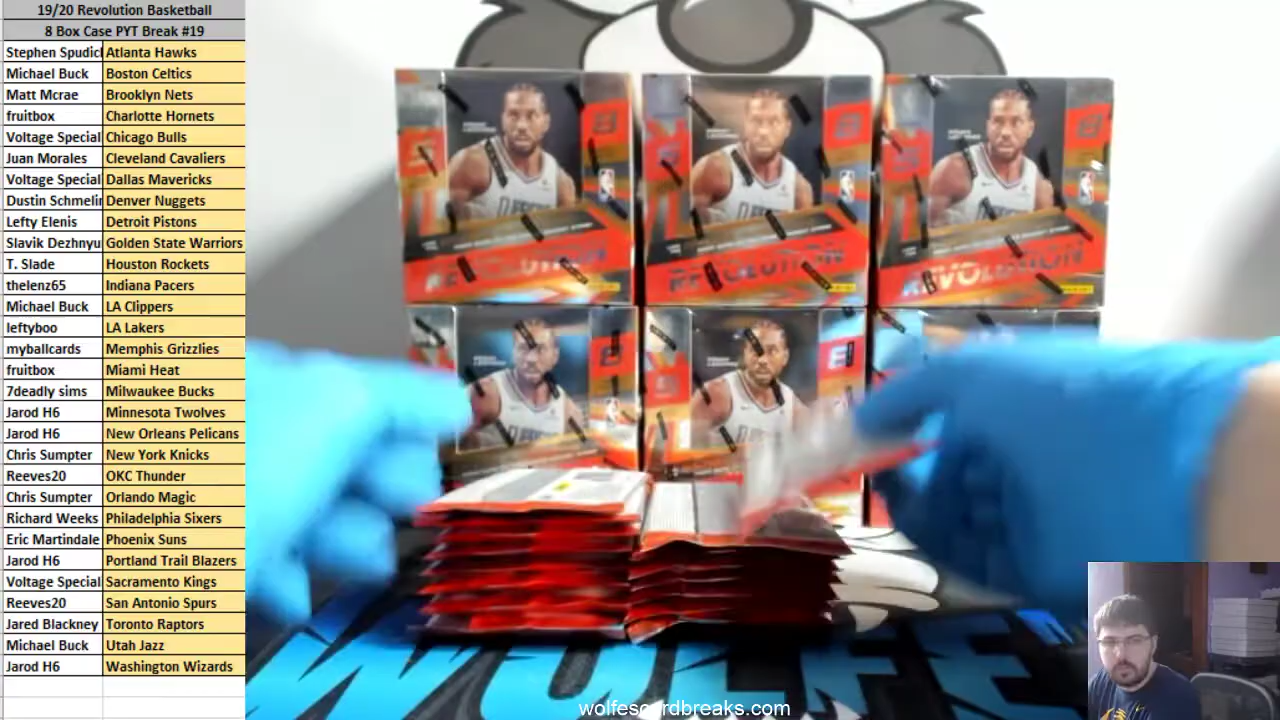 19/20 Revolution Basketball
8 Box Case PYT Break #19
Stephen Spudich Atlanta Hawks
Michael Buck Boston Celtics
Matt Mcrae Brooklyn Nets
fruitbox Charlotte Hornets
Voltage Special Chicago Bulls
Juan Morales Cleveland Cavaliers
Voltage Special Dallas Mavericks
Dustin Schmelin Denver Nuggets
Lefty Elenis Detroit Pistons
Slavik Dezhnyu Golden State Warriors
T. Slade Houston Rockets
thelenz65 Indiana Pacers
Michael Buck LA Clippers
leftyboo LA Lakers
myballcards Memphis Grizzlies
fruitbox Miami Heat
7deadly sims Milwaukee Bucks
Jarod H6 Minnesota Twolves
Jarod H6 New Orleans Pelicans
Chris Sumpter New York Knicks
Reeves20 OKC Thunder
Chris Sumpter Orlando Magic
Richard Weeks Philadelphia Sixers
Eric Martindale Phoenix Suns
Jarod H6 Portland Trail Blazers
Voltage Special Sacramento Kings
Reeves20 San Antonio Spurs
Jared Blackney Toronto Raptors
Michael Buck Utah Jazz
Jarod H6 Washington Wizards
REVOLUTION
REVOLUTION
REVOLUTION
WOLFE
wolfescardbreaks.com